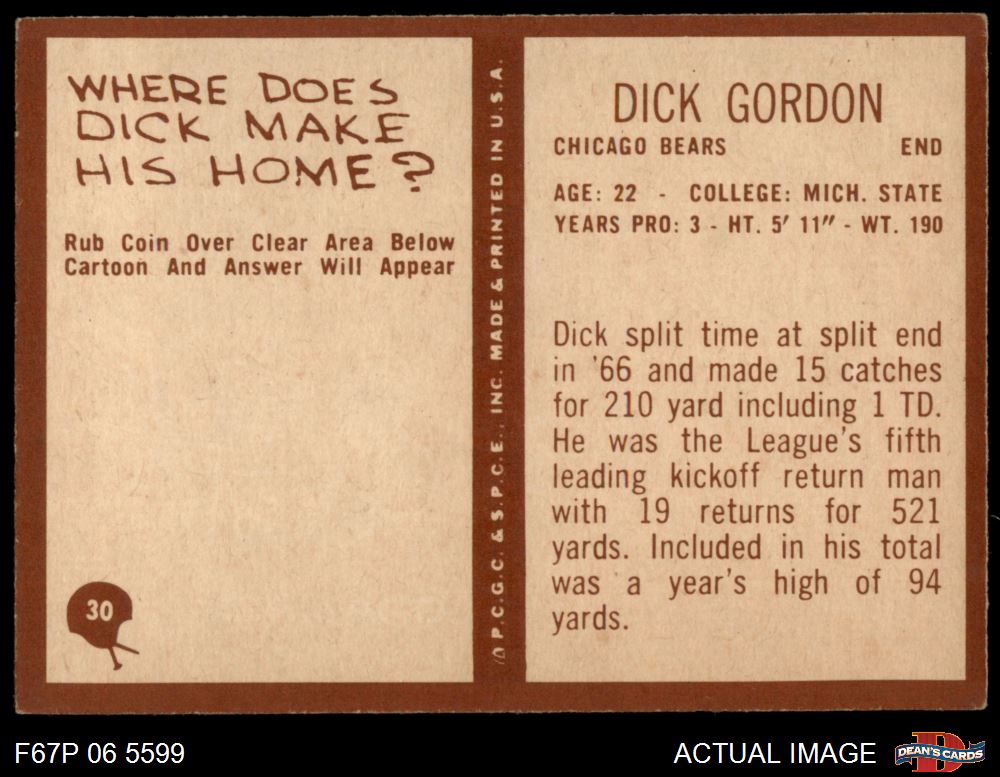 WHERE DOES
DICK MAKE
HIS HOME?
Rub Coin Over Clear Area Below
Cartoon And Answer Will Appear
30
© P.C.G.C. & S.P.C.E., INC. MADE & PRINTED IN U.S.A.
DICK GORDON
CHICAGO BEARS END
AGE: 22 - COLLEGE: MICH. STATE
YEARS PRO: 3 - HT. 5' 11" - WT. 190
Dick split time at split end
in '66 and made 15 catches
for 210 yard including 1 TD.
He was the League's fifth
leading kickoff return man
with 19 returns for 521
yards. Included in his total
was a year's high of 94
yards.
F67P 06 5599
ACTUAL IMAGE
D
DEAN'S CARDS